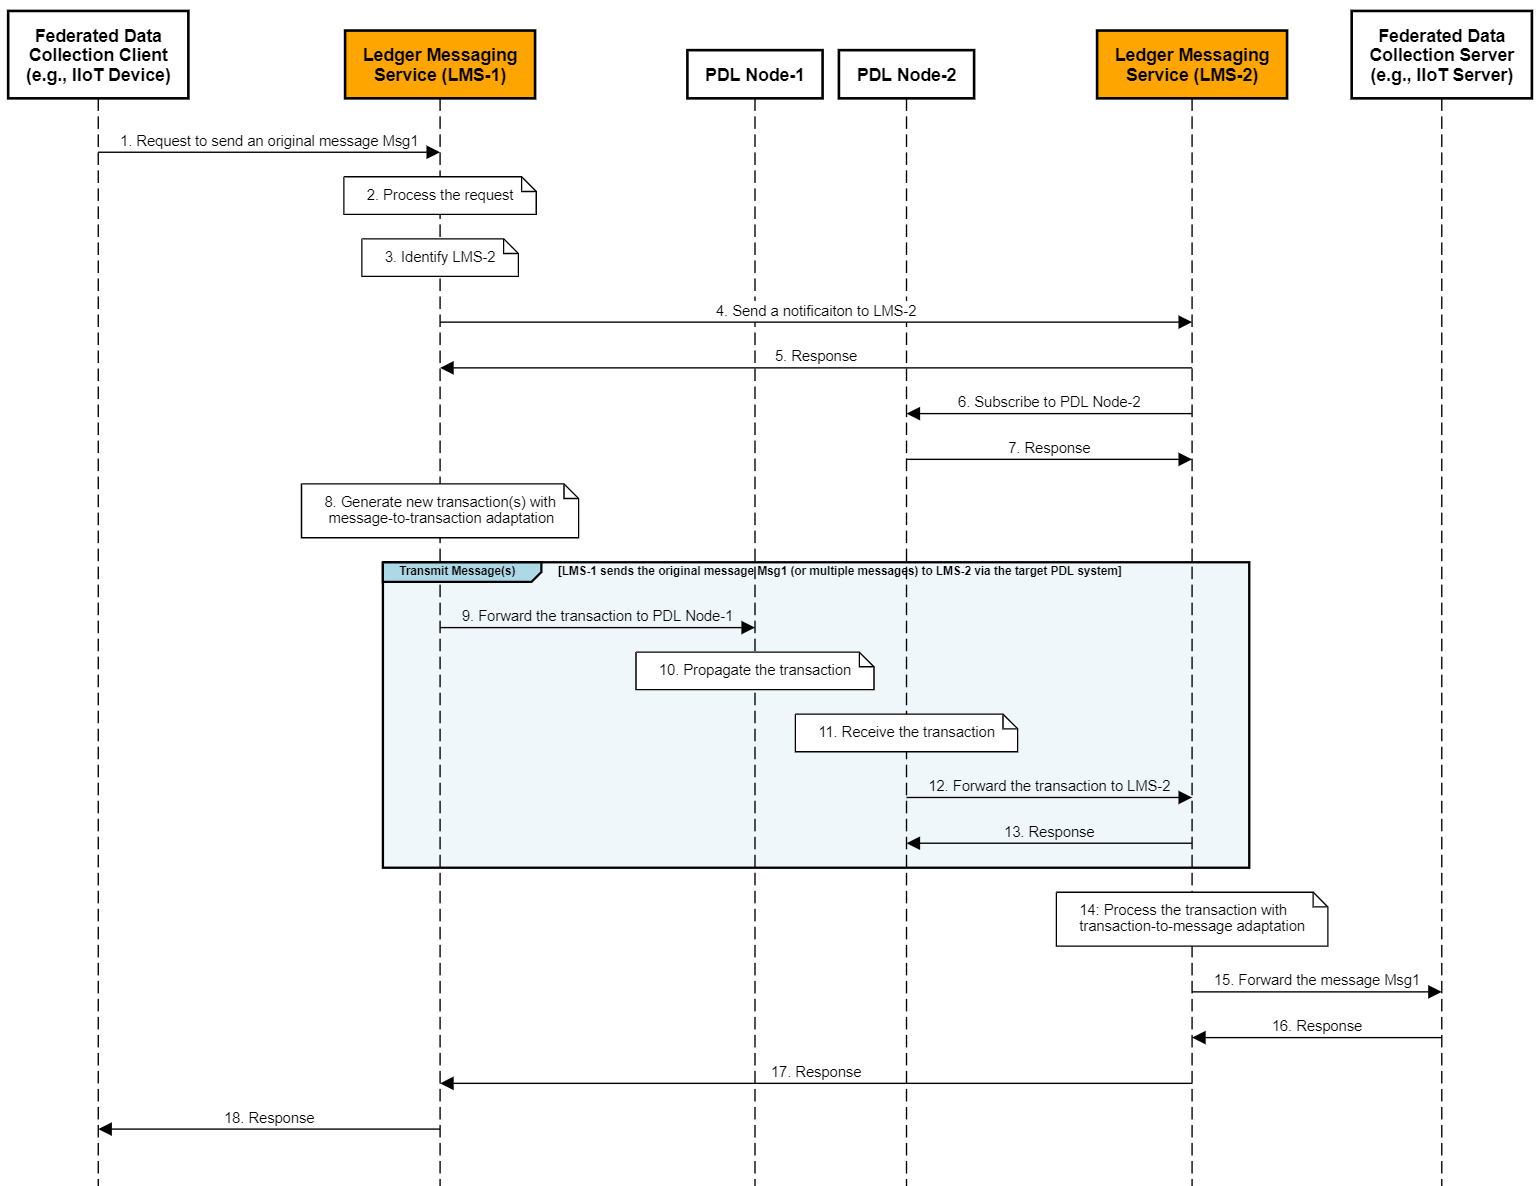 Federated Data
Collection Client
(e.g., IIoT Device)
Ledger Messaging
Service (LMS-1)
PDL Node-1
PDL Node-2
Ledger Messaging
Service (LMS-2)
Federated Data
Collection Server
(e.g., IIoT Server)
1. Request to send an original message Msg1
2. Process the request
3. Identify LMS-2
4. Send a notificaiton to LMS-2
5. Response
6. Subscribe to PDL Node-2
7. Response
8. Generate new transaction(s) with
message-to-transaction adaptation
Transmit Message(s)
[LMS-1 sends the original message Msg1 (or multiple messages) to LMS-2 via the target PDL system]
9. Forward the transaction to PDL Node-1
10. Propagate the transaction
11. Receive the transaction
12. Forward the transaction to LMS-2
13. Response
14: Process the transaction with
transaction-to-message adaptation
15. Forward the message Msg1
16. Response
17. Response
18. Response